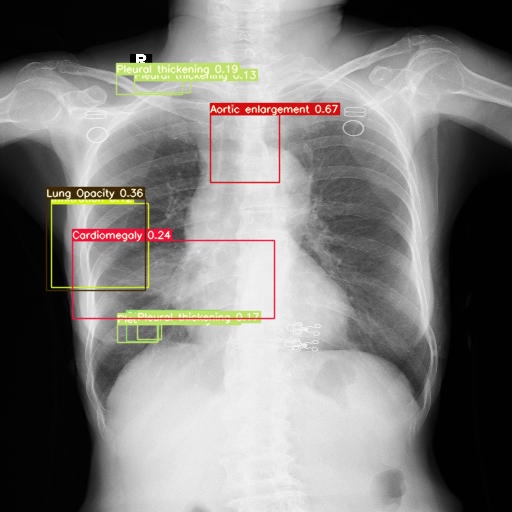 R
Pleural thickening 0.19
Pleural thickening 0.13
Aortic enlargement 0.67
Lung Opacity 0.36
Cardiomegaly 0.24
Pleural thickening 0.17